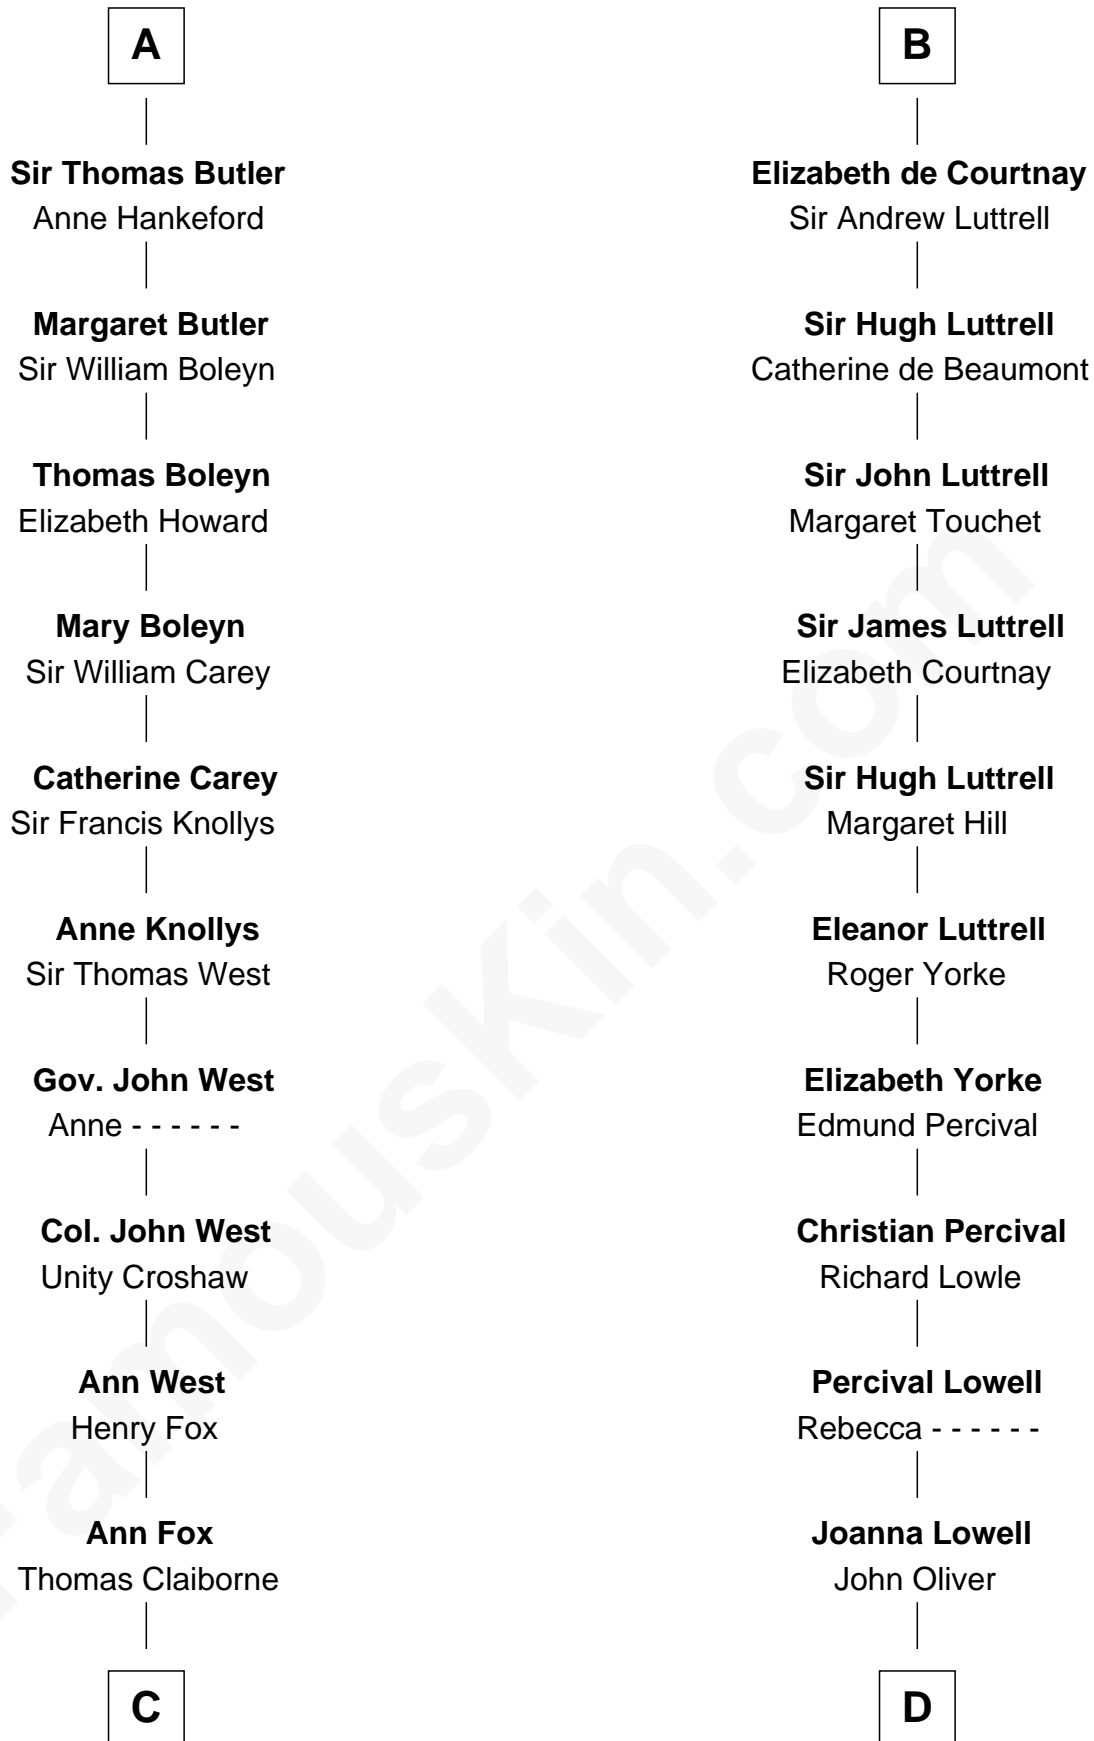 A
Sir Thomas Butler
Anne Hankeford
Margaret Butler
Sir William Boleyn
Thomas Boleyn
Elizabeth Howard
Mary Boleyn
Sir William Carey
Catherine Carey
Sir Francis Knollys
Anne Knollys
Sir Thomas West
Gov. John West
Anne - - - - - -
Col. John West
Unity Croshaw
Ann West
Henry Fox
Ann Fox
Thomas Claiborne
C
B
Elizabeth de Courtnay
Sir Andrew Luttrell
Sir Hugh Luttrell
Catherine de Beaumont
Sir John Luttrell
Margaret Touchet
Sir James Luttrell
Elizabeth Courtnay
Sir Hugh Luttrell
Margaret Hill
Eleanor Luttrell
Roger Yorke
Elizabeth Yorke
Edmund Percival
Christian Percival
Richard Lowle
Percival Lowell
Rebecca - - - - - -
Joanna Lowell
John Oliver
D
FamousKin.com